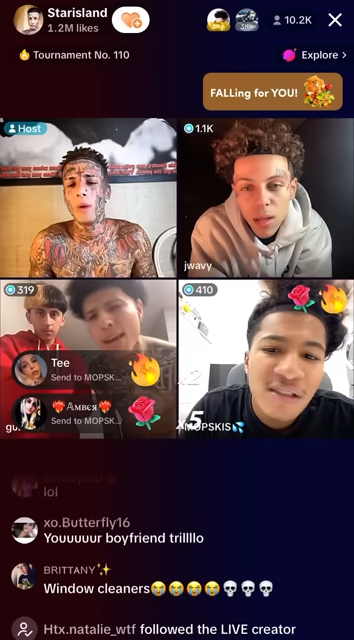 Starisland
1.2M likes
10.2K
Tournament No. 110
Explore >
FALLing for YOU!
Host
1.1K
jwavy
319
410
Tee
Send to MOPSK...
❤️‍🔥Amber❤️‍🔥
Send to MOPSK...
5
MOPSKIS💦
lol
xo.Butterfly16
Youuuuur boyfriend trillllo
BRITTANY✨
Window cleaners😭😭😭😭💀💀💀
Htx.natalie_wtf followed the LIVE creator